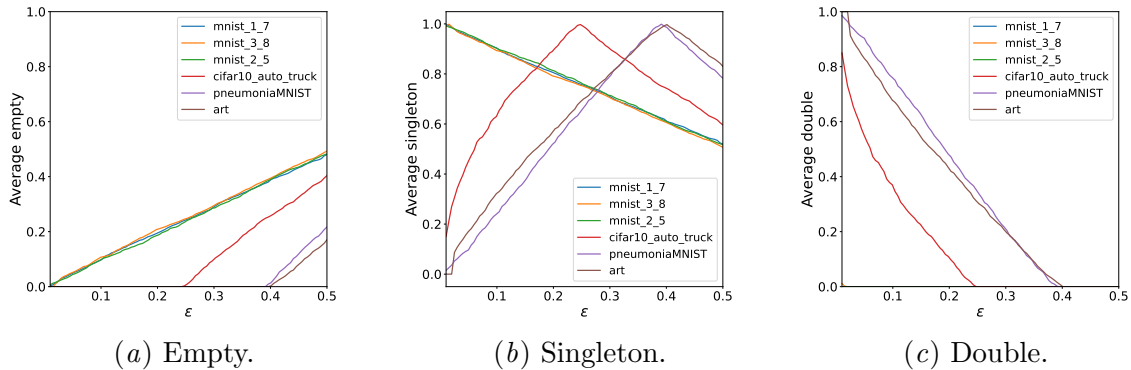 1.0
0.8
0.6
0.4
0.2
0.0
0.1 0.2 0.3 0.4 0.5
Average empty
ε
mnist_1_7
mnist_3_8
mnist_2_5
cifar10_auto_truck
pneumoniaMNIST
art
(a) Empty.
1.0
0.8
0.6
0.4
0.2
0.0
0.1 0.2 0.3 0.4 0.5
Average singleton
ε
mnist_1_7
mnist_3_8
mnist_2_5
cifar10_auto_truck
pneumoniaMNIST
art
(b) Singleton.
1.0
0.8
0.6
0.4
0.2
0.0
0.1 0.2 0.3 0.4 0.5
Average double
ε
mnist_1_7
mnist_3_8
mnist_2_5
cifar10_auto_truck
pneumoniaMNIST
art
(c) Double.